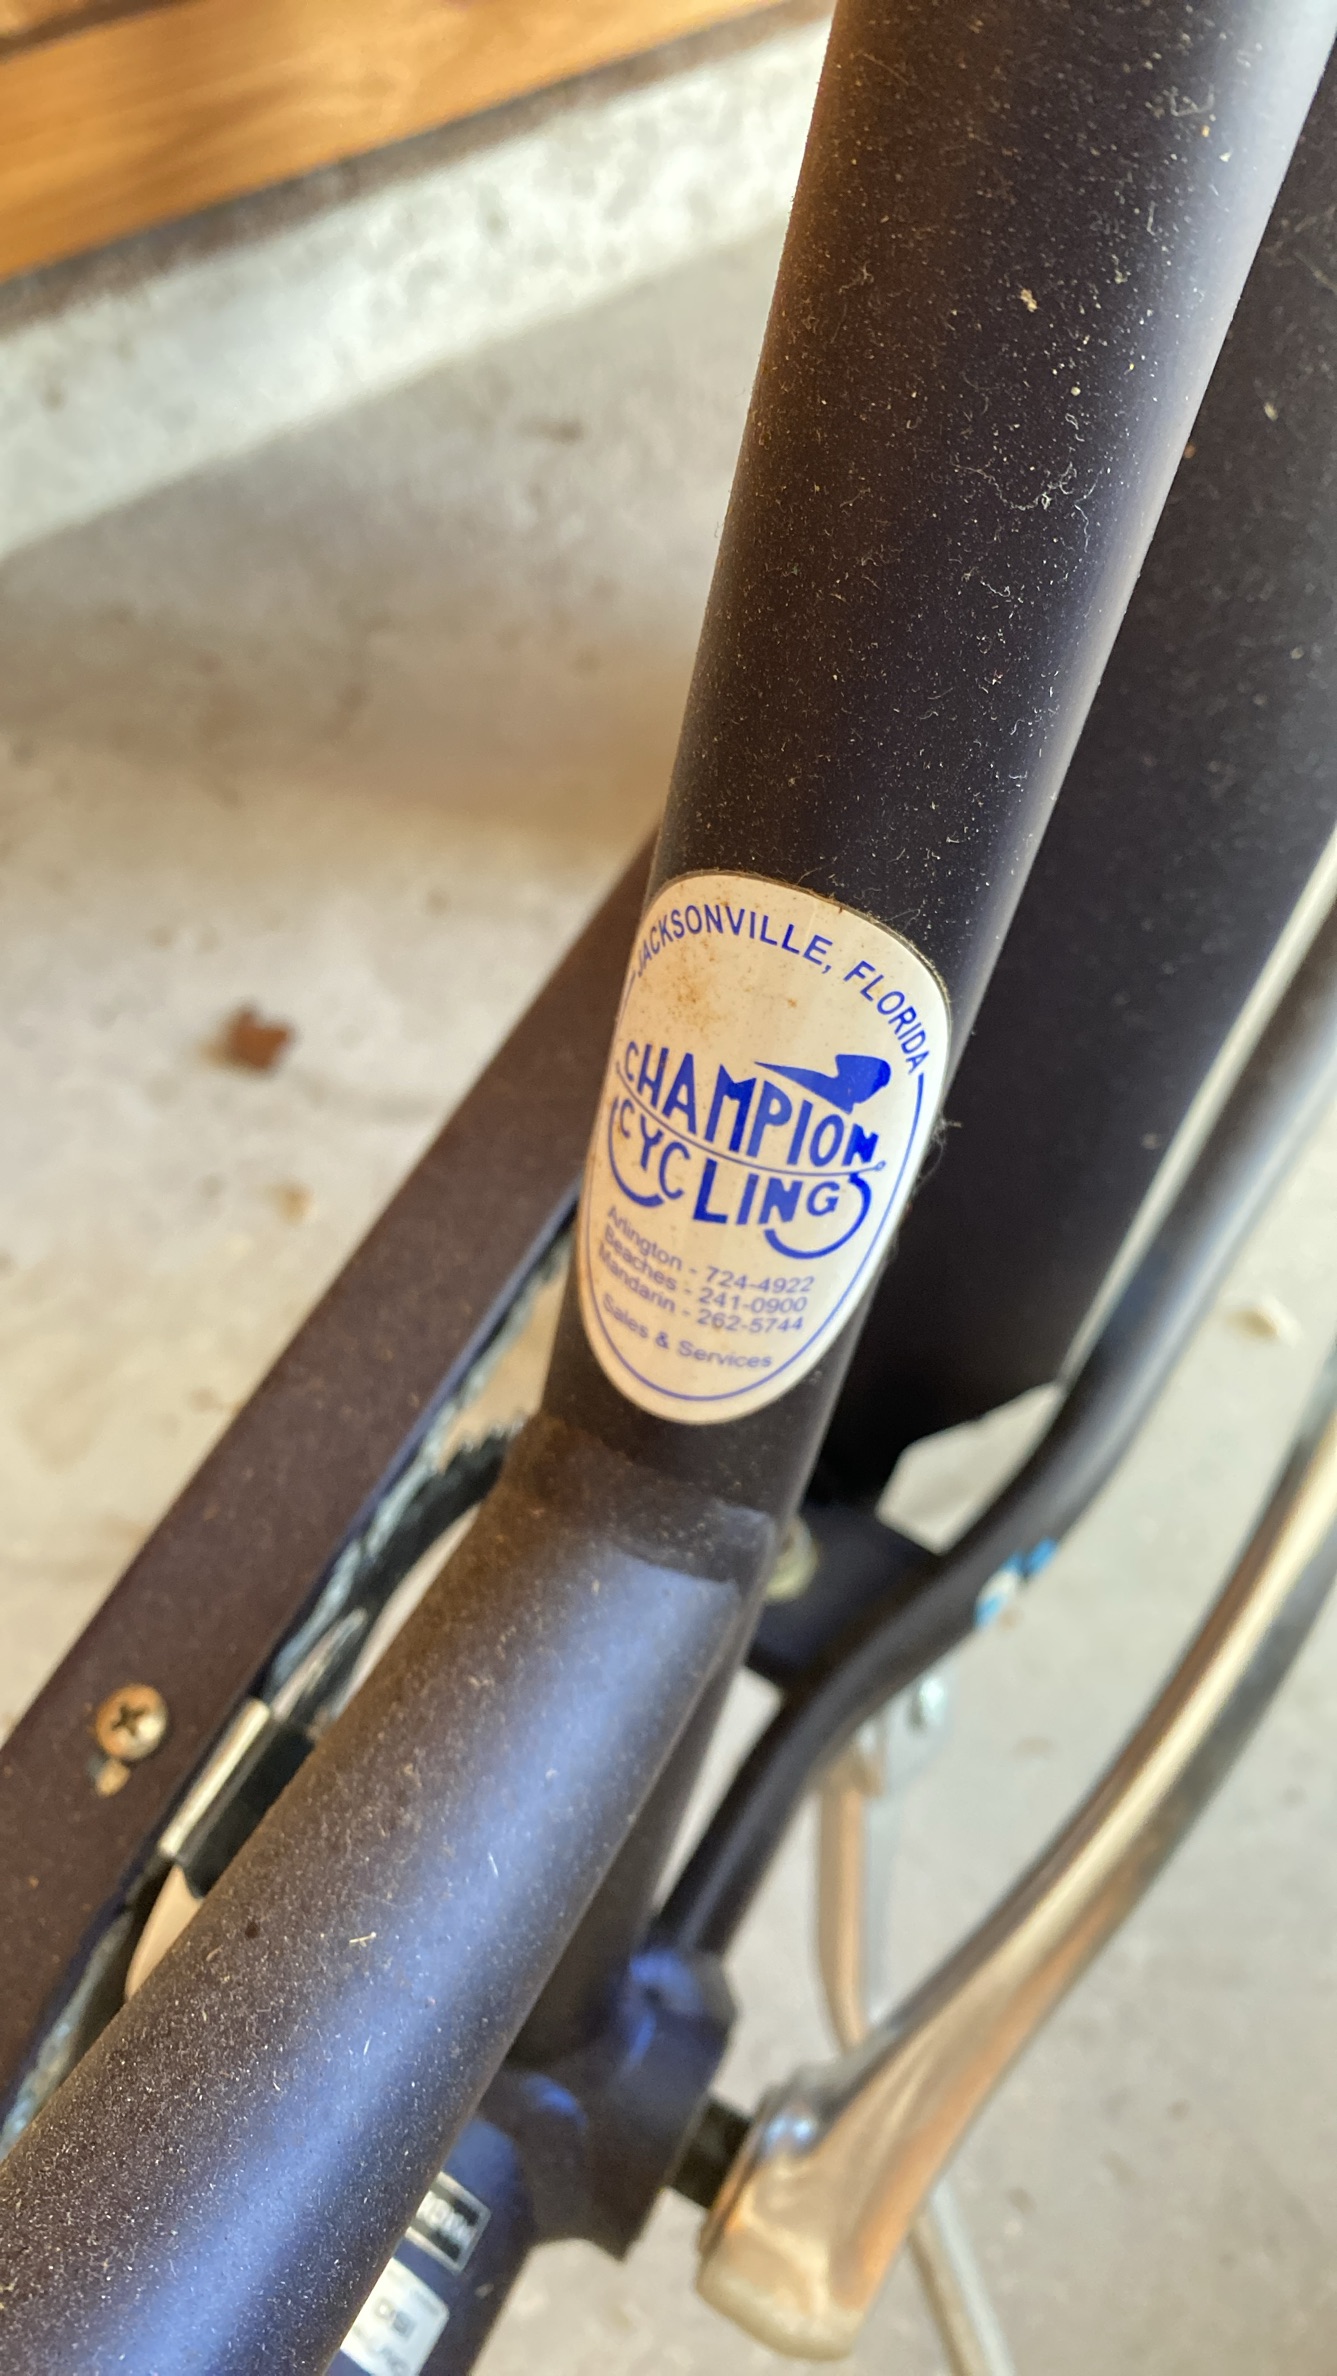 JACKSONVILLE, FLORIDA
CHAMPION
CYCLING
Arlington - 724-4922
Beaches - 241-0900
Mandarin - 262-5744
Sales & Services